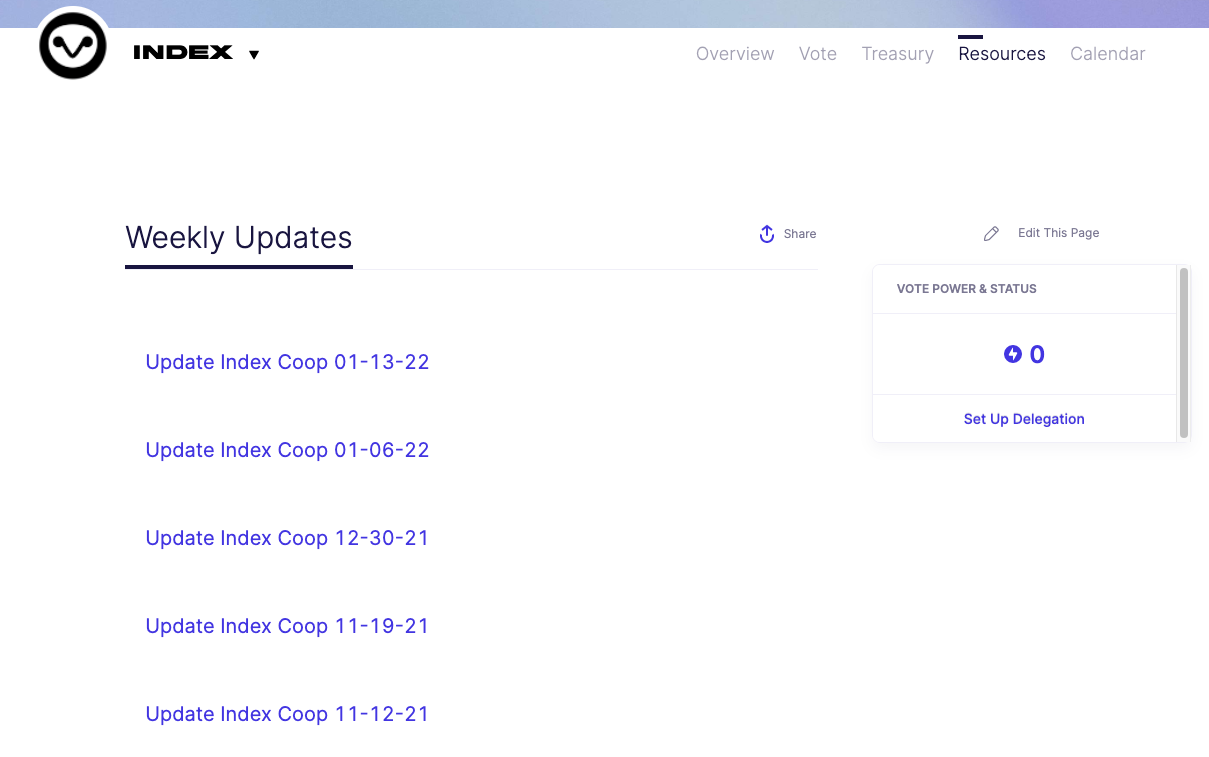 INDEX ▼
Overview Vote Treasury Resources Calendar
Weekly Updates
Share
Edit This Page
VOTE POWER & STATUS
0
Set Up Delegation
Update Index Coop 01-13-22
Update Index Coop 01-06-22
Update Index Coop 12-30-21
Update Index Coop 11-19-21
Update Index Coop 11-12-21